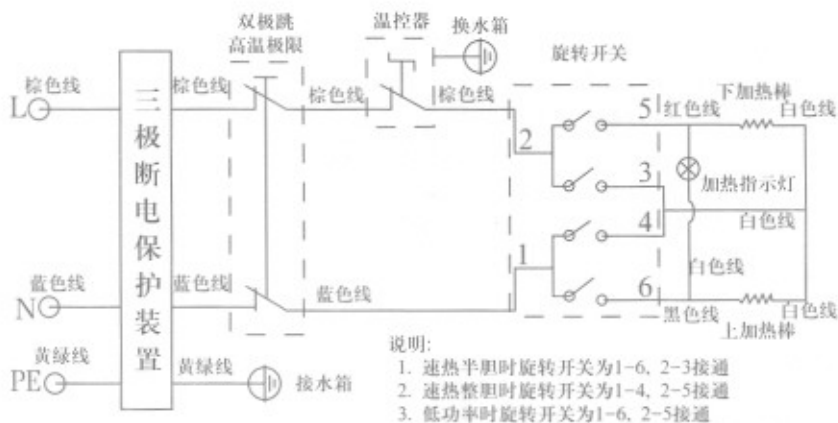 双极跳
高温极限
温控器
换水箱
旋转开关
棕色线
棕色线
棕色线
棕色线
L
5
红色线
下加热棒
白色线
2
3
加热指示灯
三极断电保护装置
4
白色线
1
白色线
蓝色线
蓝色线
蓝色线
N
6
黑色线
上加热棒
白色线
黄绿线
黄绿线
PE
接水箱
说明:
1. 速热半胆时旋转开关为1-6、2-3接通
2. 速热整胆时旋转开关为1-4、2-5接通
3. 低功率时旋转开关为1-6、2-5接通